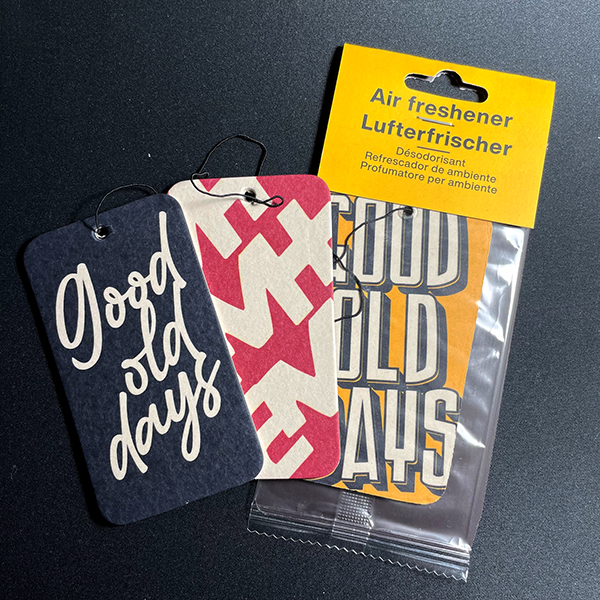 Air freshener
Lufterfrischer
Désodorisant
Refrescador de ambiente
Profumatore per ambiente
good
old
days
GOOD
OLD
DAYS